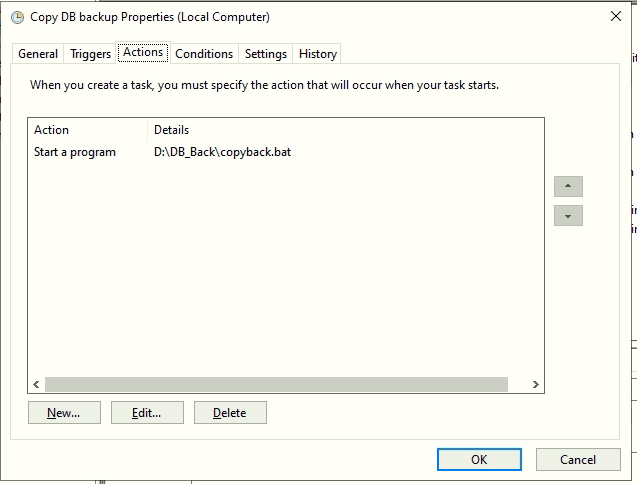 Copy DB backup Properties (Local Computer)
General Triggers Actions Conditions Settings History
When you create a task, you must specify the action that will occur when your task starts.
Action Details
Start a program D:\DB_Back\copyback.bat
New... Edit... Delete
OK Cancel